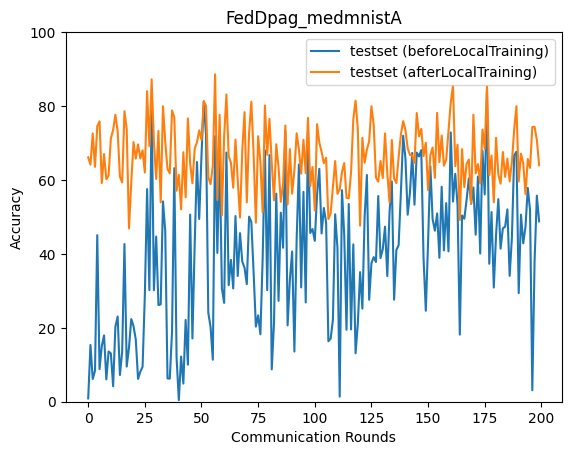 FedDpag_medmnistA
testset (beforeLocalTraining)
testset (afterLocalTraining)
Accuracy
100
80
60
40
20
0
0 25 50 75 100 125 150 175 200
Communication Rounds